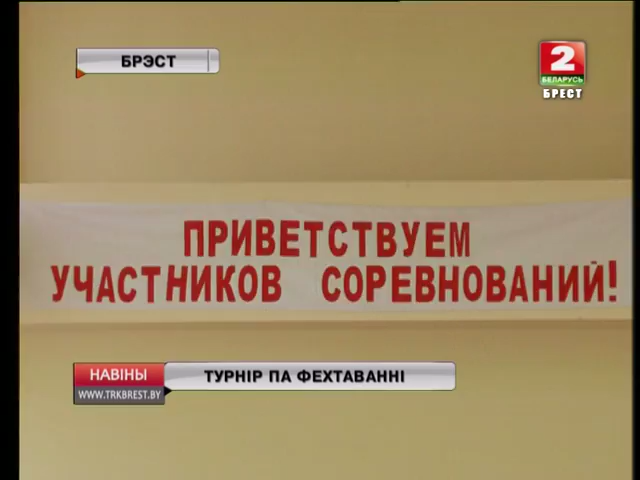 БРЭСТ
2
БЕЛАРУСЬ
БРЕСТ
ПРИВЕТСТВУЕМ
УЧАСТНИКОВ СОРЕВНОВАНИЙ!
НАВІНЫ
ТУРНІР ПА ФЕХТАВАННІ
WWW.TRKBREST.BY